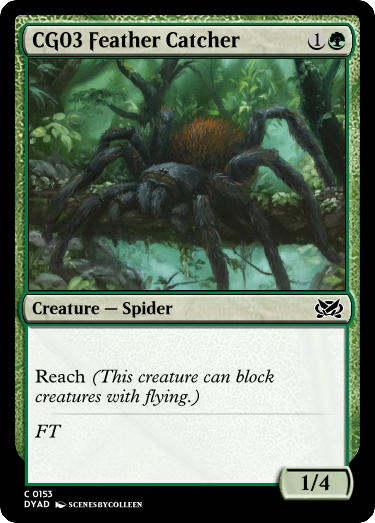 CG03 Feather Catcher 1
Creature — Spider
Reach (This creature can block
creatures with flying.)
FT
1/4
C 0153
DYAD SCENESBYCOLLEEN